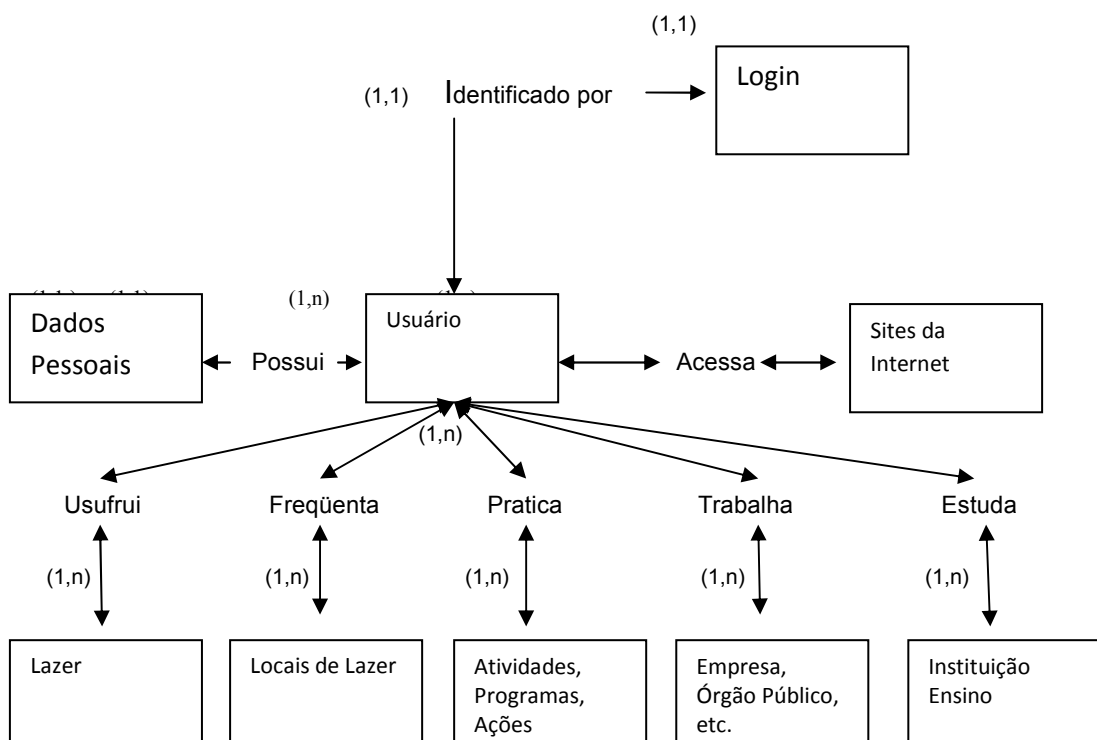 (1,1)
Login
(1,1) Identificado por
(1,n)
Dados
Pessoais
Possui
Usuário
Acessa
Sites da
Internet
(1,n)
Usufrui Freqüenta Pratica Trabalha Estuda
(1,n) (1,n) (1,n) (1,n) (1,n)
Lazer
Locais de Lazer
Atividades,
Programas,
Ações
Empresa,
Órgão Público,
etc.
Instituição
Ensino